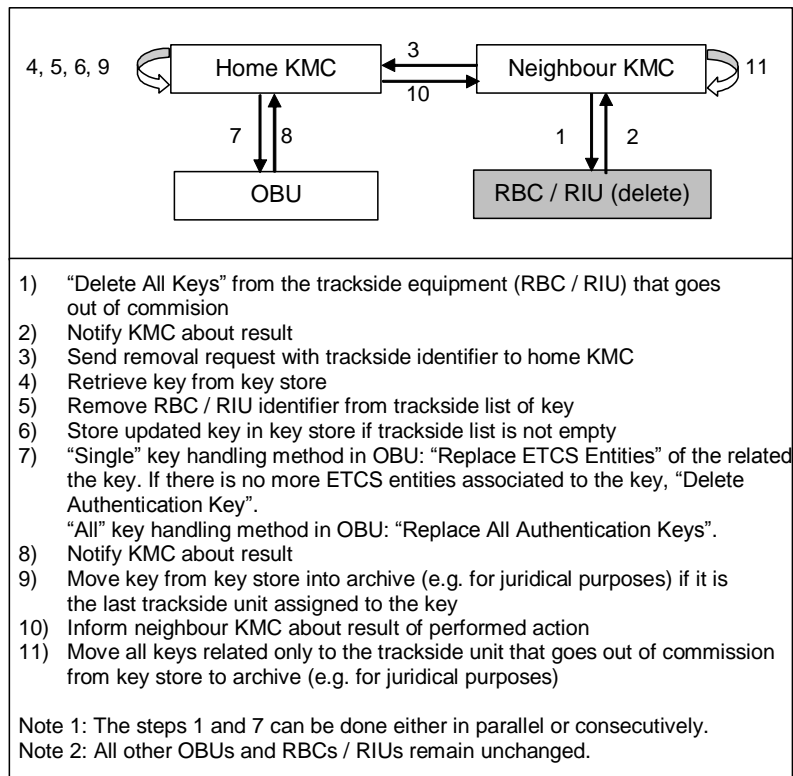 3
4, 5, 6, 9
Home KMC
Neighbour KMC
11
10
7
8
1
2
OBU
RBC / RIU (delete)
1) “Delete All Keys” from the trackside equipment (RBC / RIU) that goes
out of commision
2) Notify KMC about result
3) Send removal request with trackside identifier to home KMC
4) Retrieve key from key store
5) Remove RBC / RIU identifier from trackside list of key
6) Store updated key in key store if trackside list is not empty
7) “Single” key handling method in OBU: “Replace ETCS Entities” of the related
the key. If there is no more ETCS entities associated to the key, “Delete
Authentication Key”.
“All” key handling method in OBU: “Replace All Authentication Keys”.
8) Notify KMC about result
9) Move key from key store into archive (e.g. for juridical purposes) if it is
the last trackside unit assigned to the key
10) Inform neighbour KMC about result of performed action
11) Move all keys related only to the trackside unit that goes out of commission
from key store to archive (e.g. for juridical purposes)
Note 1: The steps 1 and 7 can be done either in parallel or consecutively.
Note 2: All other OBUs and RBCs / RIUs remain unchanged.